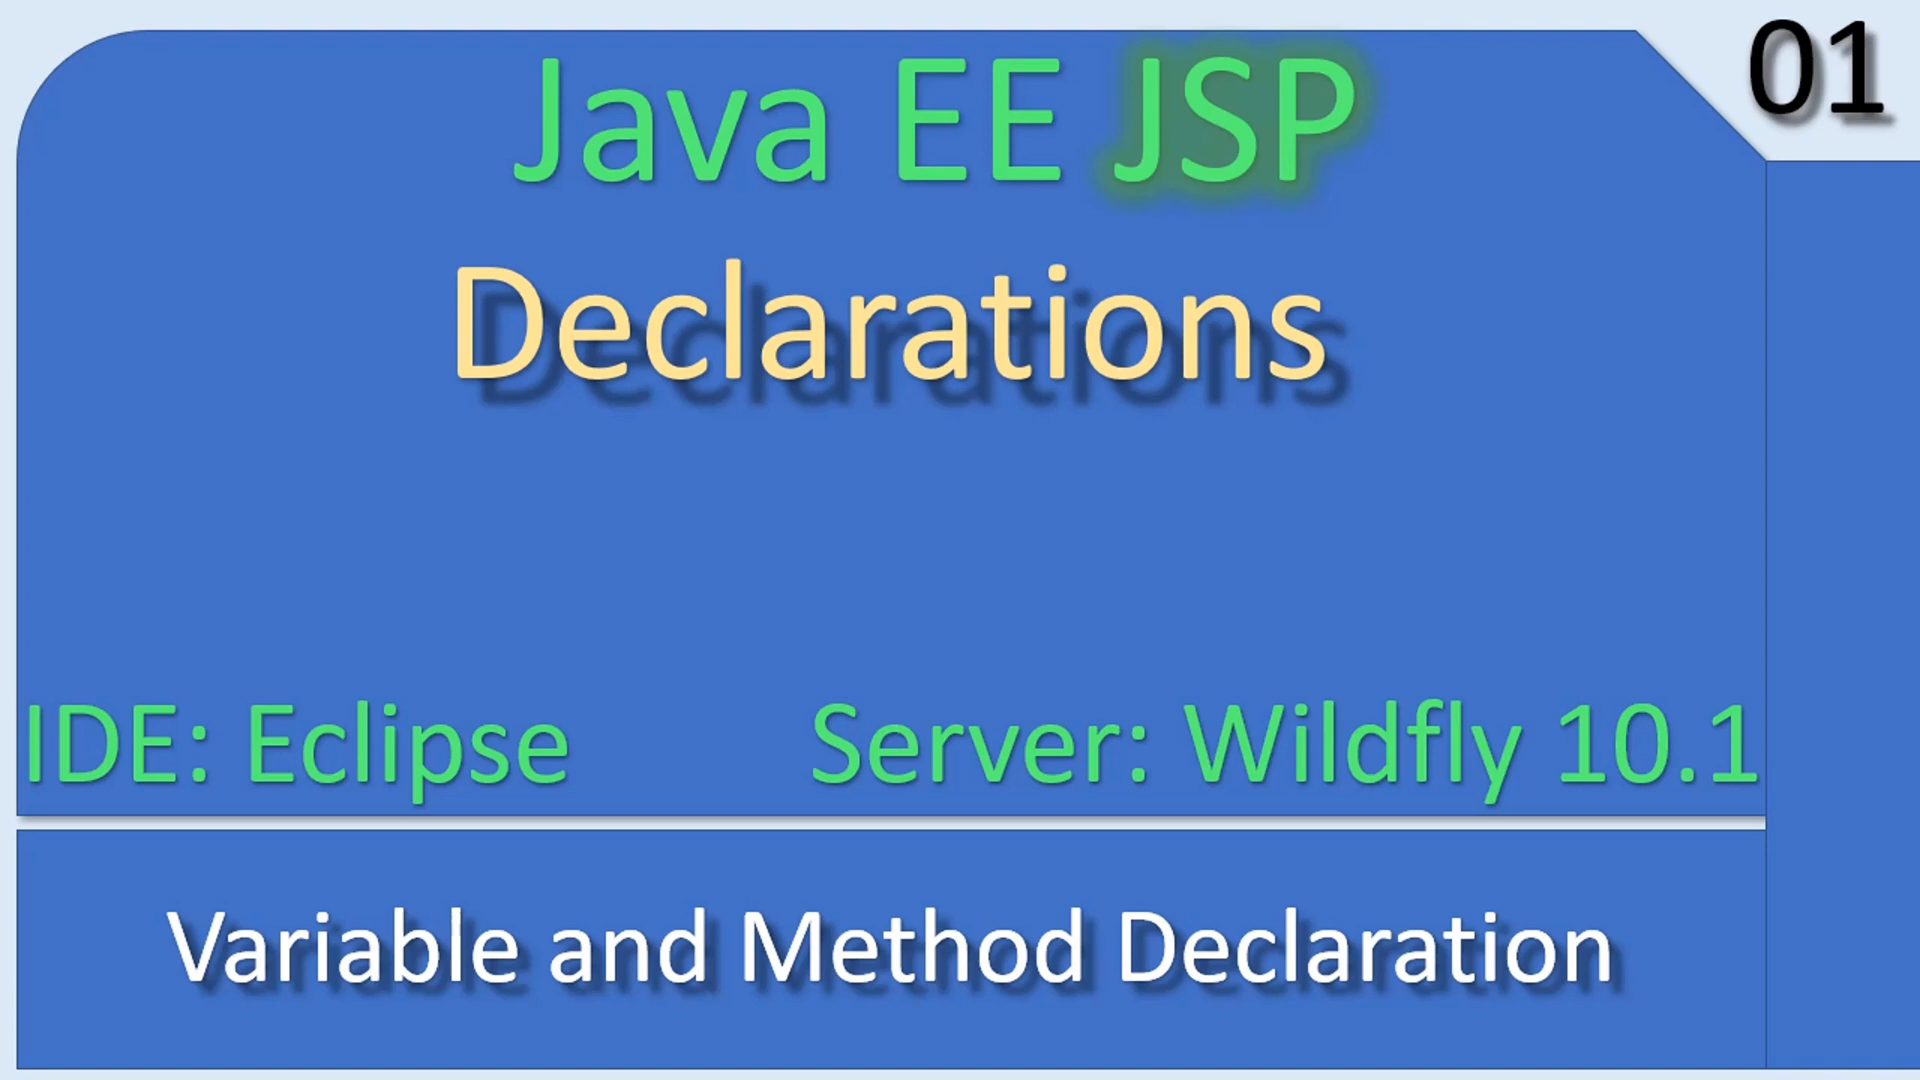 01
Java EE JSP
Declarations
IDE: Eclipse
Server: Wildfly 10.1
Variable and Method Declaration